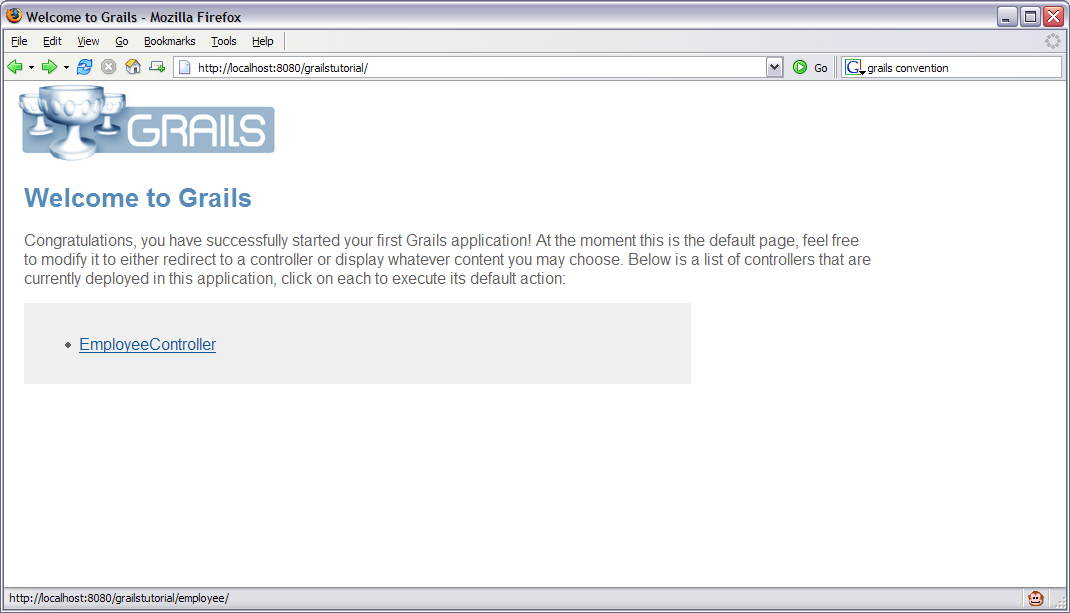 Welcome to Grails - Mozilla Firefox
File Edit View Go Bookmarks Tools Help
http://localhost:8080/grailstutorial/ Go G grails convention
GRAILS
Welcome to Grails
Congratulations, you have successfully started your first Grails application! At the moment this is the default page, feel free
to modify it to either redirect to a controller or display whatever content you may choose. Below is a list of controllers that are
currently deployed in this application, click on each to execute its default action:
EmployeeController
http://localhost:8080/grailstutorial/employee/